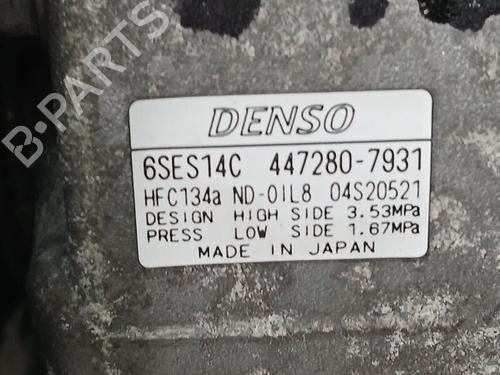 B-PARTS
DENSO
6SES14C 447280-7931
HFC134a ND-OIL8 04S20521
DESIGN HIGH SIDE 3.53MPa
PRESS LOW SIDE 1.67MPa
MADE IN JAPAN